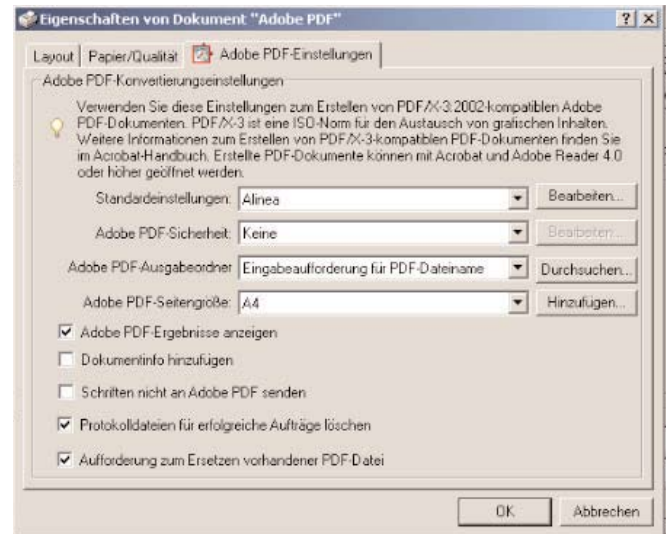 Eigenschaften von Dokument "Adobe PDF"
Layout Papier/Qualität Adobe PDF-Einstellungen
Adobe PDF-Konvertierungseinstellungen
Verwenden Sie diese Einstellungen zum Erstellen von PDF/X-3:2002-kompatiblen Adobe
PDF-Dokumenten. PDF/X-3 ist eine ISO-Norm für den Austausch von grafischen Inhalten.
Weitere Informationen zum Erstellen von PDF/X-3-kompatiblen PDF-Dokumenten finden Sie
im Acrobat-Handbuch. Erstellte PDF-Dokumente können mit Acrobat und Adobe Reader 4.0
oder höher geöffnet werden.
Standardeinstellungen: Alinea Bearbeiten...
Adobe PDF-Sicherheit: Keine Bearbeiten...
Adobe PDF-Ausgabeordner Eingabeaufforderung für PDF-Dateiname Durchsuchen...
Adobe PDF-Seitengröße: A4 Hinzufügen...
Adobe PDF-Ergebnisse anzeigen
Dokumentinfo hinzufügen
Schriften nicht an Adobe PDF senden
Protokolldateien für erfolgreiche Aufträge löschen
Aufforderung zum Ersetzen vorhandener PDF-Datei
OK Abbrechen